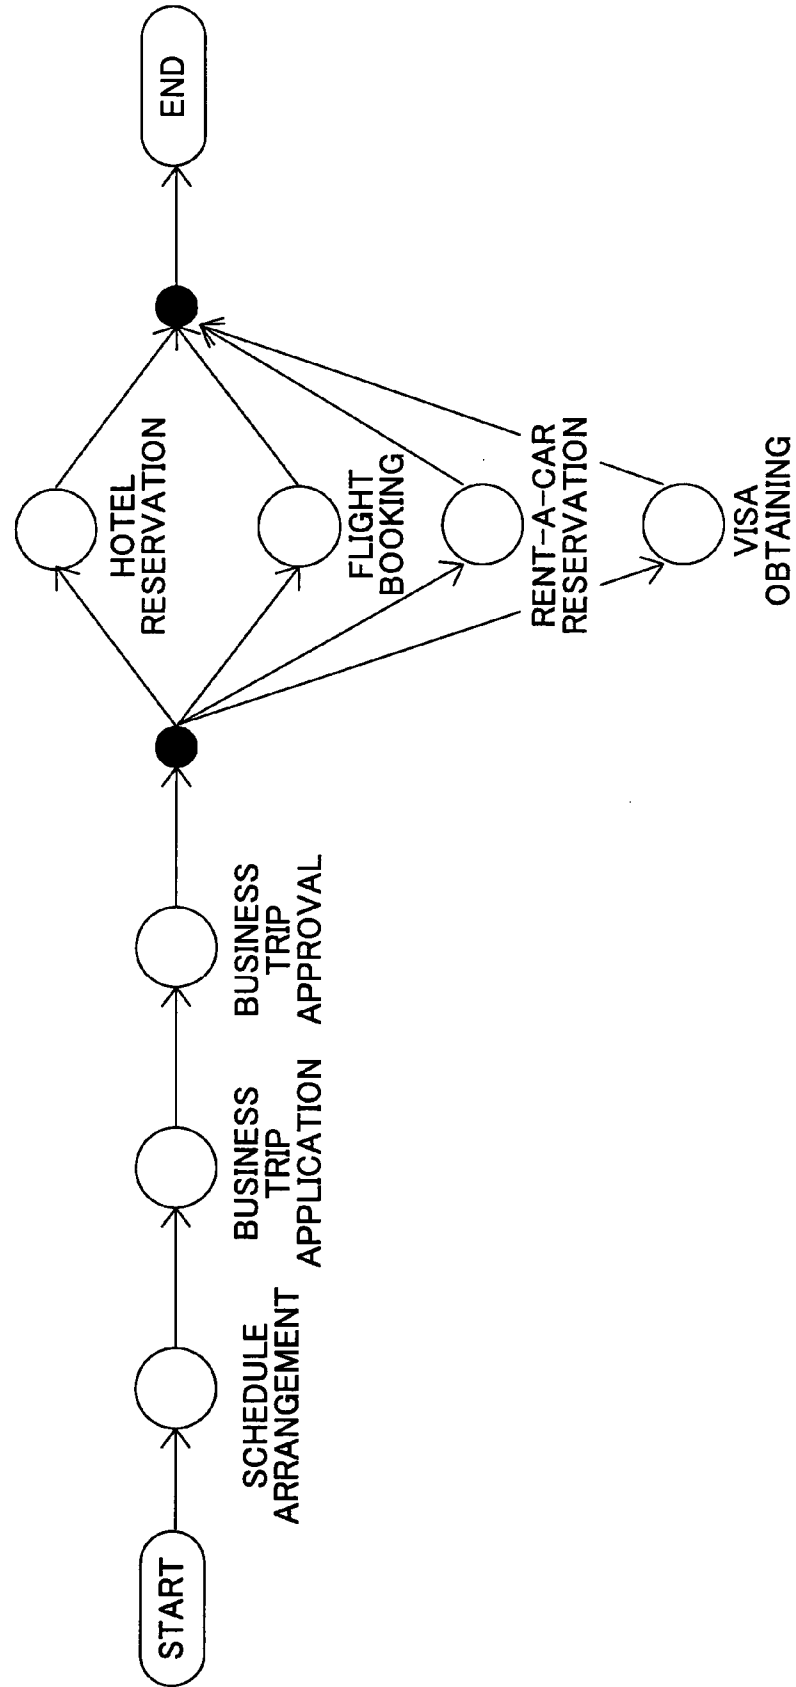 START
SCHEDULE
ARRANGEMENT
BUSINESS
TRIP
APPLICATION
BUSINESS
TRIP
APPROVAL
HOTEL
RESERVATION
FLIGHT
BOOKING
RENT-A-CAR
RESERVATION
VISA
OBTAINING
END